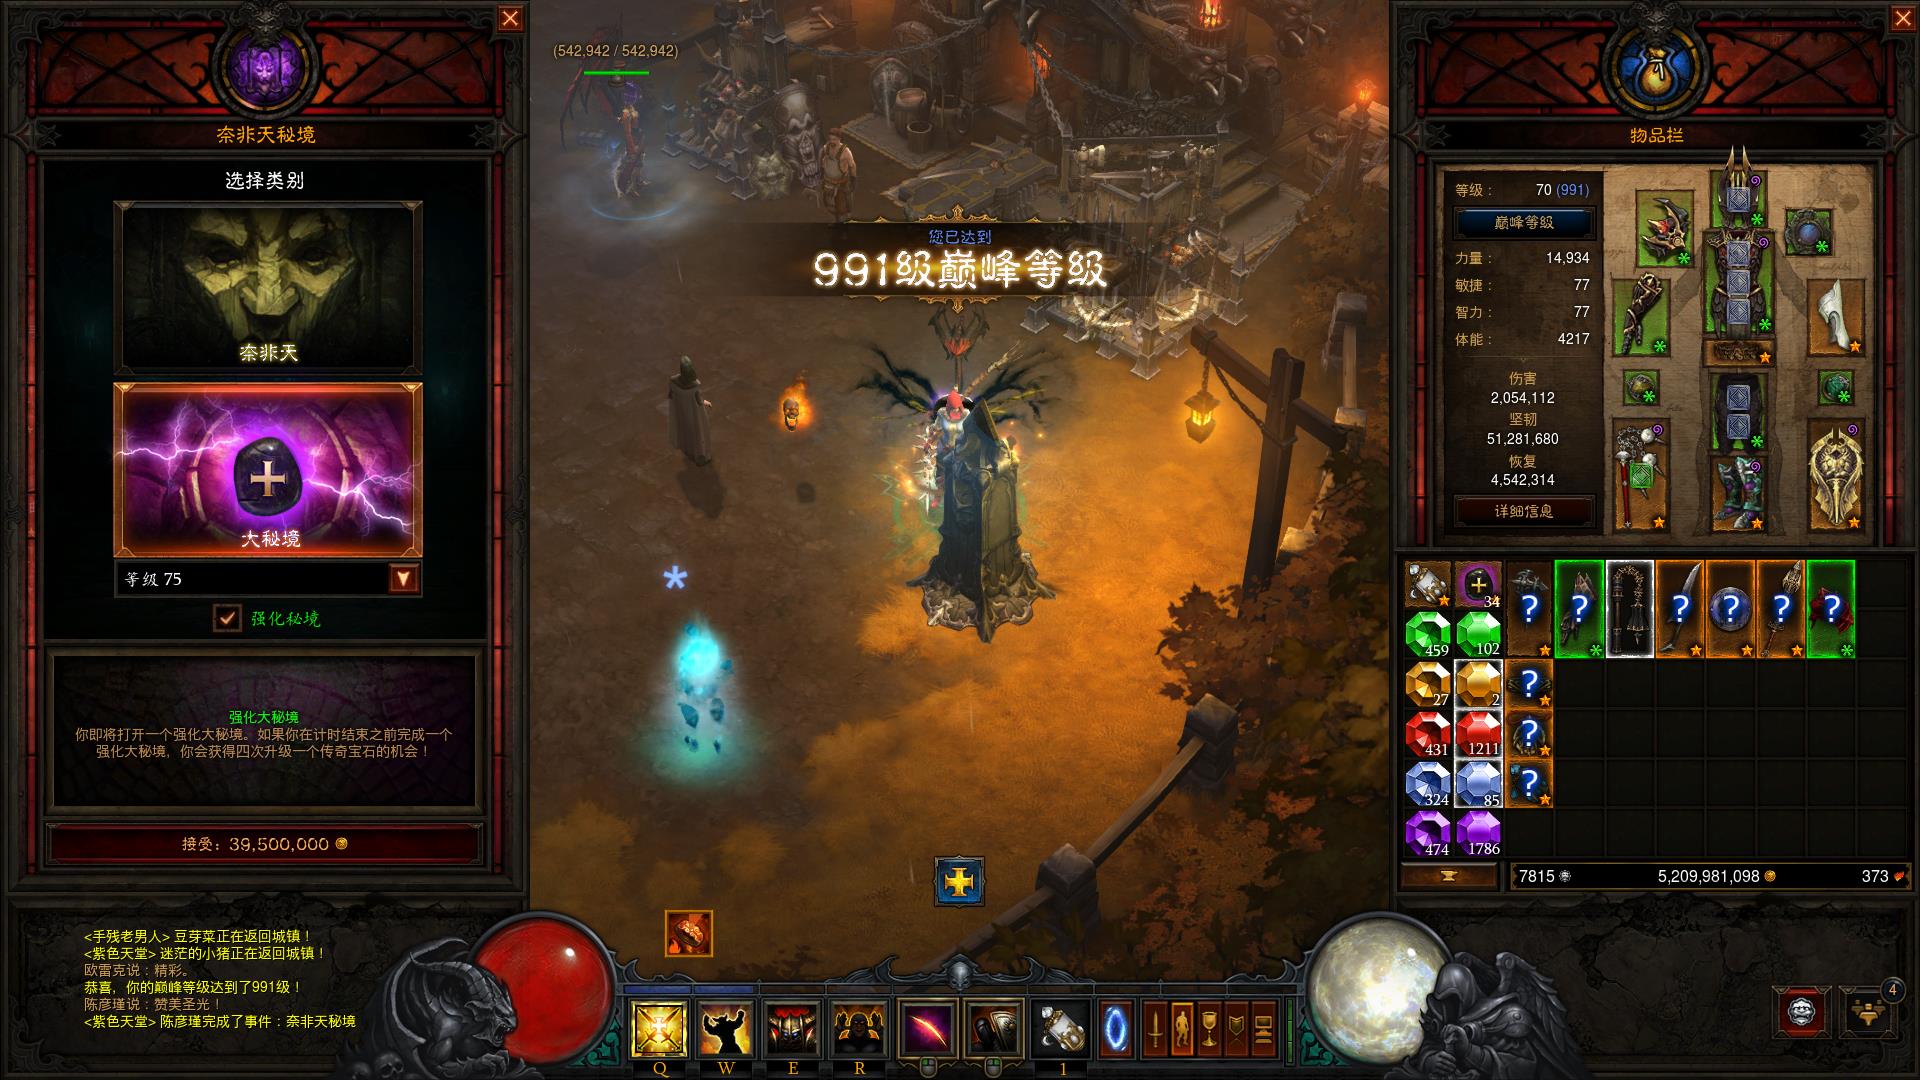 奈非天秘境
选择类别
奈非天
大秘境
等级 75
强化秘境
强化大秘境
你即将打开一个强化大秘境。如果你在计时结束之前完成一个
强化大秘境，你会获得四次升级一个传奇宝石的机会！
接受：39,500,000
<手残老男人> 豆芽菜正在返回城镇！
<紫色天堂> 迷茫的小猪正在返回城镇！
欧雷克说：精彩。
恭喜，你的巅峰等级达到了991级！
陈彦瑾说：赞美圣光！
<紫色天堂> 陈彦瑾完成了事件：奈非天秘境
(542,942 / 542,942)
您已达到
991级巅峰等级
Q
W
E
R
1
物品栏
等级： 70 (991)
巅峰等级
力量： 14,934
敏捷： 77
智力： 77
体能： 4217
伤害
2,054,112
坚韧
51,281,680
恢复
4,542,314
详细信息
34
? ? ? ? ? ?
459 102
27 2 ?
431 1211 ?
324 85 ?
474 1786
7815 5,209,981,098 373
4